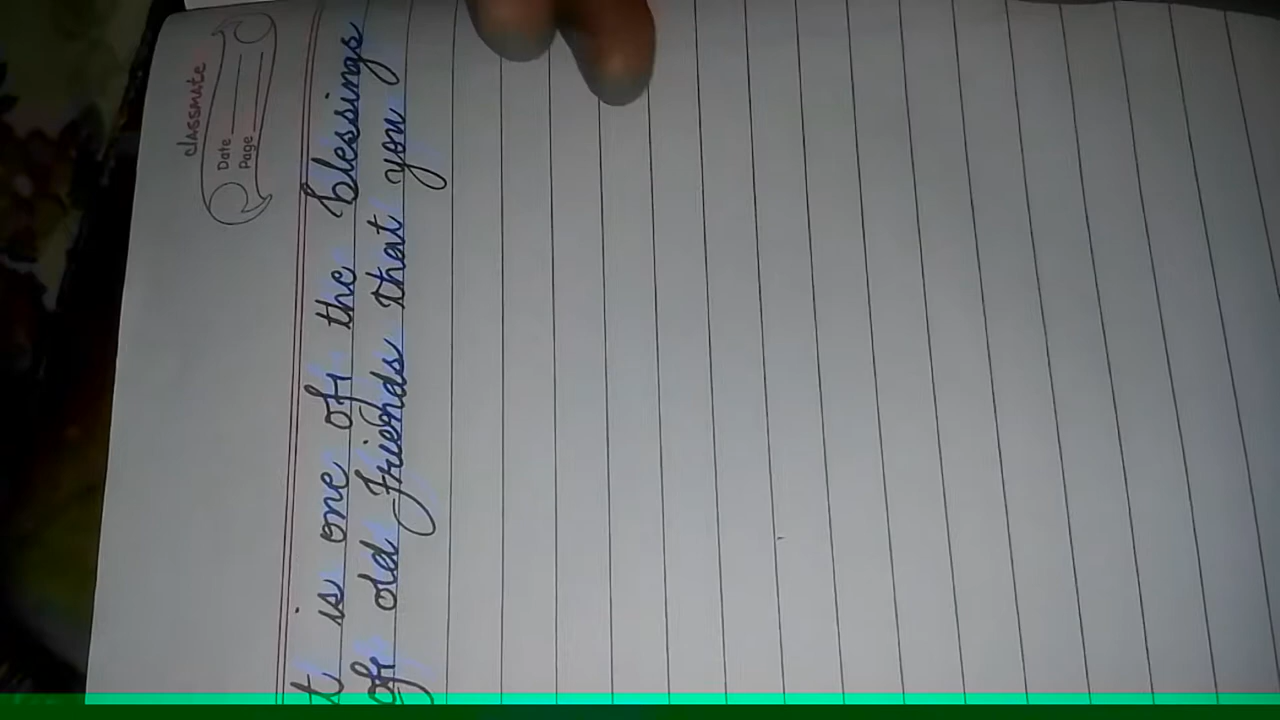 classmate
Date
Page
t is one of the blessings
of old friends that you